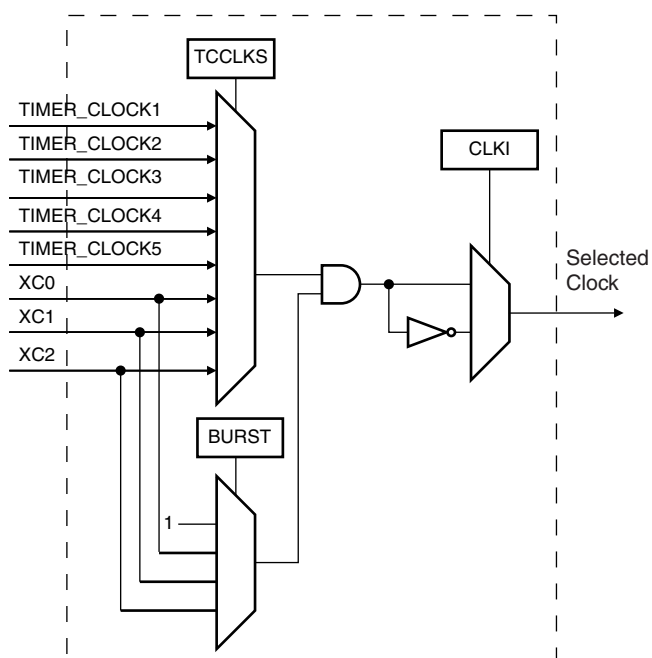 TCCLKS
TIMER_CLOCK1
TIMER_CLOCK2
TIMER_CLOCK3
TIMER_CLOCK4
TIMER_CLOCK5
XC0
XC1
XC2
CLKI
Selected
Clock
BURST
1